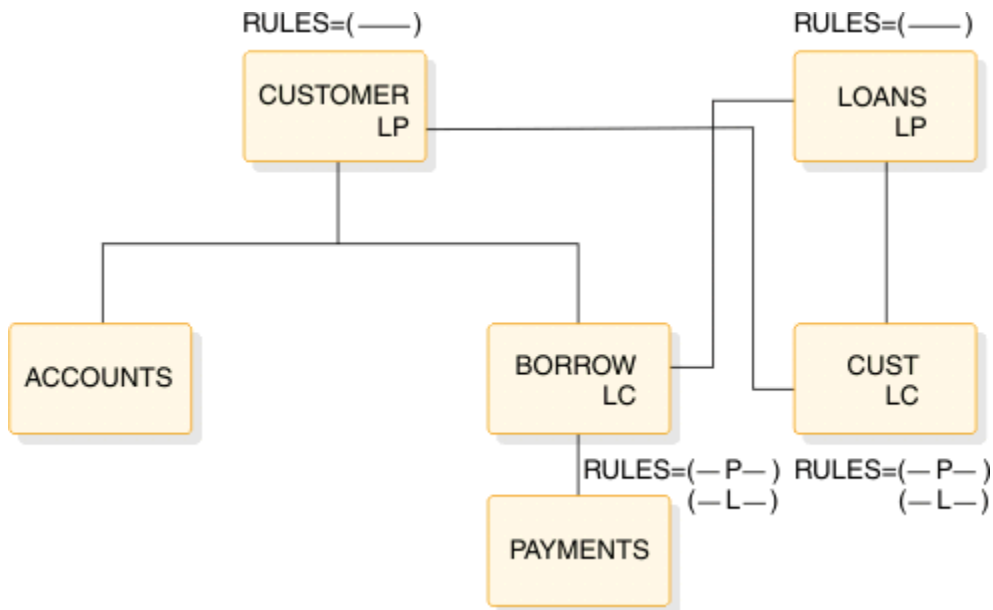 RULES=( —— )
RULES=( —— )
CUSTOMER
LP
LOANS
LP
ACCOUNTS
BORROW
LC
CUST
LC
RULES=(—P—)
(—L—)
RULES=(—P— )
(—L—)
PAYMENTS